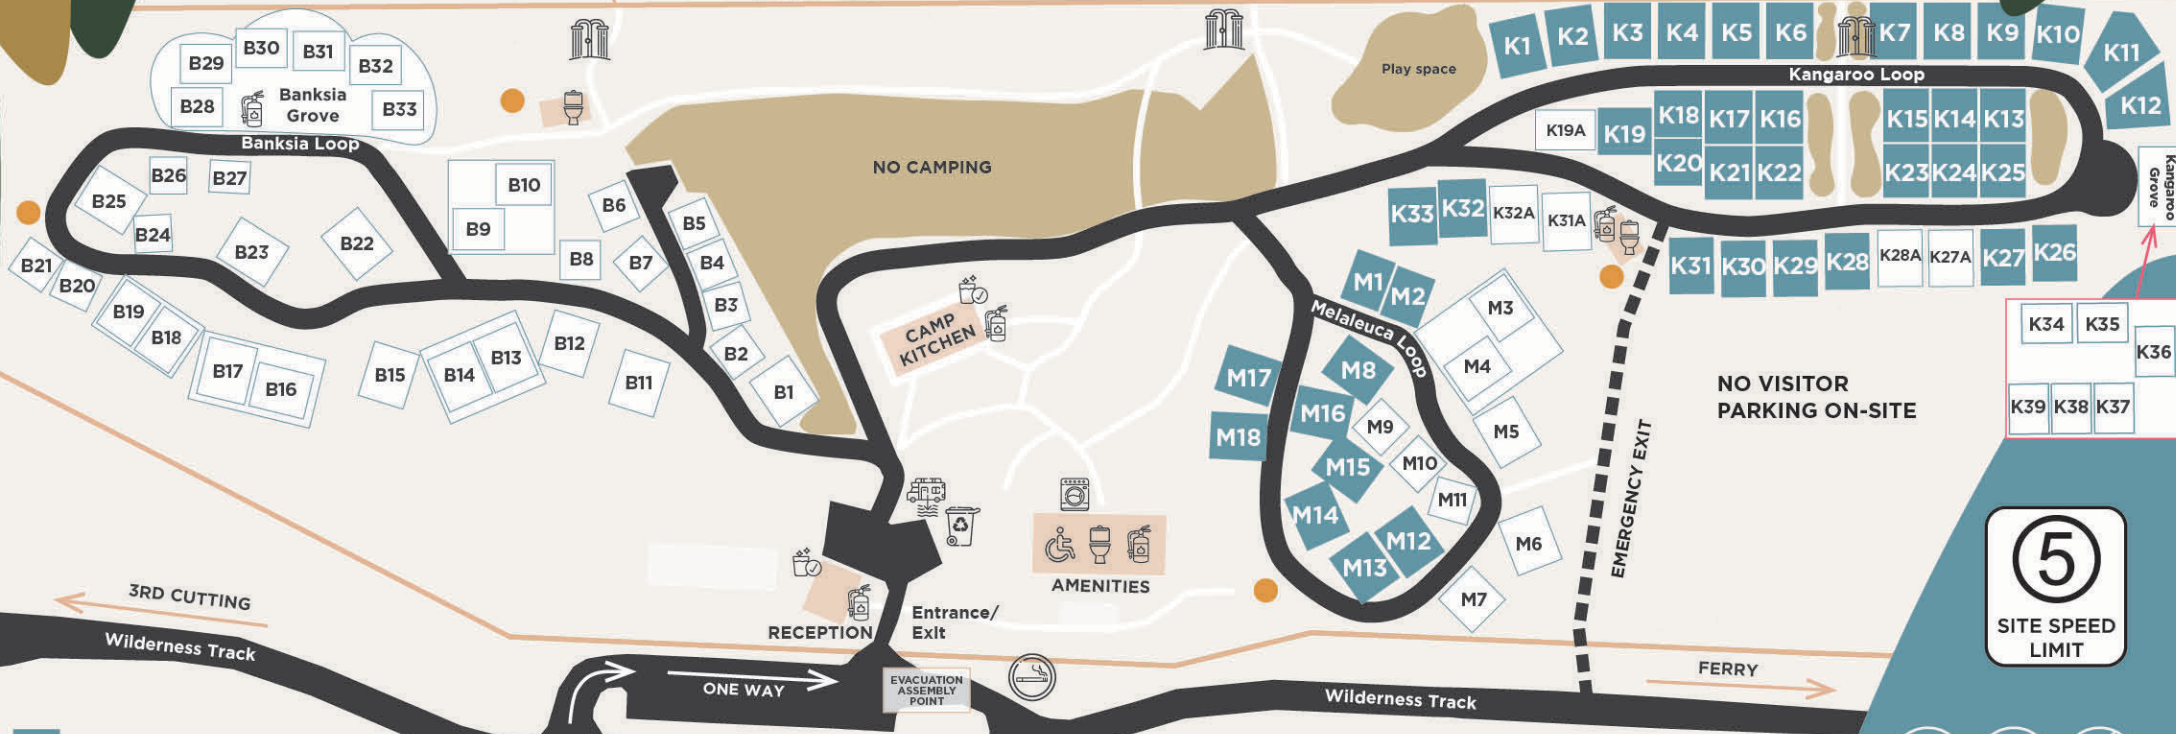 B29
B30
B31
B32
B28
Banksia
Grove
B33
Banksia Loop
B26
B27
B25
B24
B23
B22
B21
B20
B19
B18
B17
B16
B15
B14
B13
B12
B11
B10
B9
B8
B6
B7
B5
B4
B3
B2
B1
NO CAMPING
Play space
CAMP
KITCHEN
K1
K2
K3
K4
K5
K6
K7
K8
K9
K10
K11
K12
Kangaroo Loop
K19A
K19
K18
K17
K16
K15
K14
K13
K20
K21
K22
K23
K24
K25
Kangaroo
Grove
K33
K32
K32A
K31A
K31
K30
K29
K28
K28A
K27A
K27
K26
K34
K35
K36
K39
K38
K37
M1
M2
M3
M4
Melaleuca Loop
M17
M18
M8
M16
M9
M5
M15
M10
M11
M14
M12
M13
M6
M7
NO VISITOR
PARKING ON-SITE
EMERGENCY EXIT
AMENITIES
RECEPTION
Entrance/
Exit
3RD CUTTING
Wilderness Track
ONE WAY
EVACUATION
ASSEMBLY
POINT
Wilderness Track
FERRY
5
SITE SPEED
LIMIT